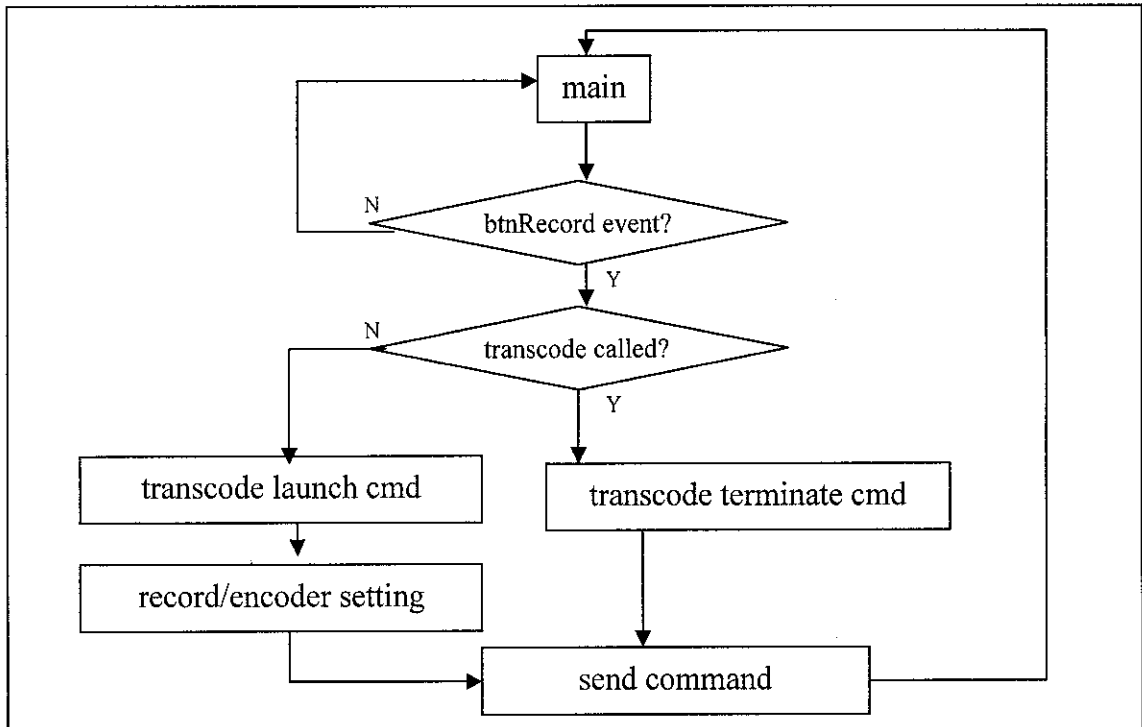 main
N
btnRecord event?
Y
N
transcode called?
Y
transcode launch cmd
transcode terminate cmd
record/encoder setting
send command